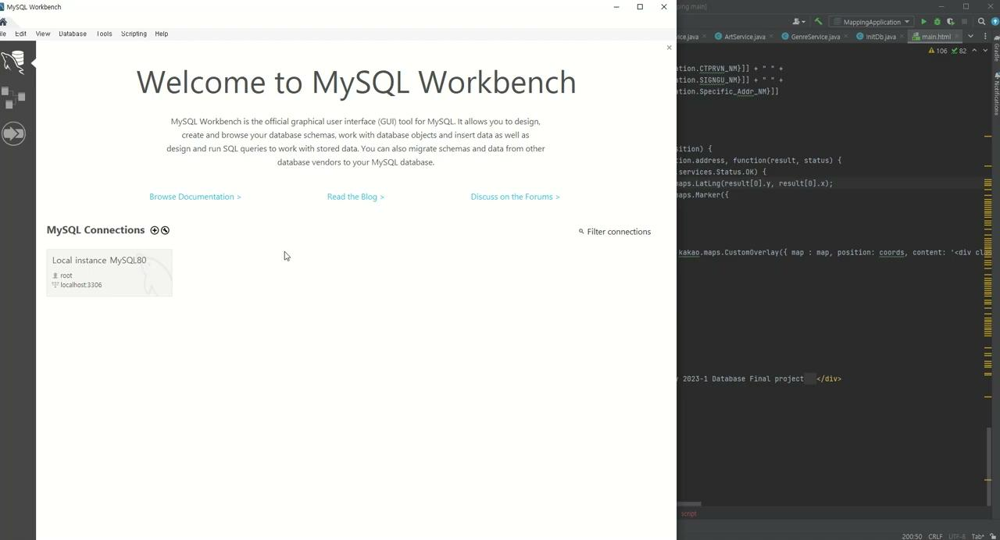 MySQL Workbench
Edit View Database Tools Scripting Help
Welcome to MySQL Workbench
MySQL Workbench is the official graphical user interface (GUI) tool for MySQL. It allows you to design,
create and browse your database schemas, work with database objects and insert data as well as
design and run SQL queries to work with stored data. You can also migrate schemas and data from other
database vendors to your MySQL database.
Browse Documentation > Read the Blog > Discuss on the Forums >
MySQL Connections
Filter connections
Local instance MySQL80
root
localhost:3306
MappingApplication
ArtService.java GenreService.java InitDb.java main.html
106 82
ation.CTPRVN_NM}]] + " " +
ation.SIGNGU_NM}]] + " " +
ation.Specific_Addr_NM}]]
sition) {
tion.address, function(result, status) {
services.Status.OK) {
maps.LatLng(result[0].y, result[0].x);
maps.Marker({
kakao.maps.CustomOverlay({ map : map, position: coords, content: '<div cl
2023-1 Database Final project </div>
script
200:50 CRLF UTF-8 Tab*
Gradle
Notifications